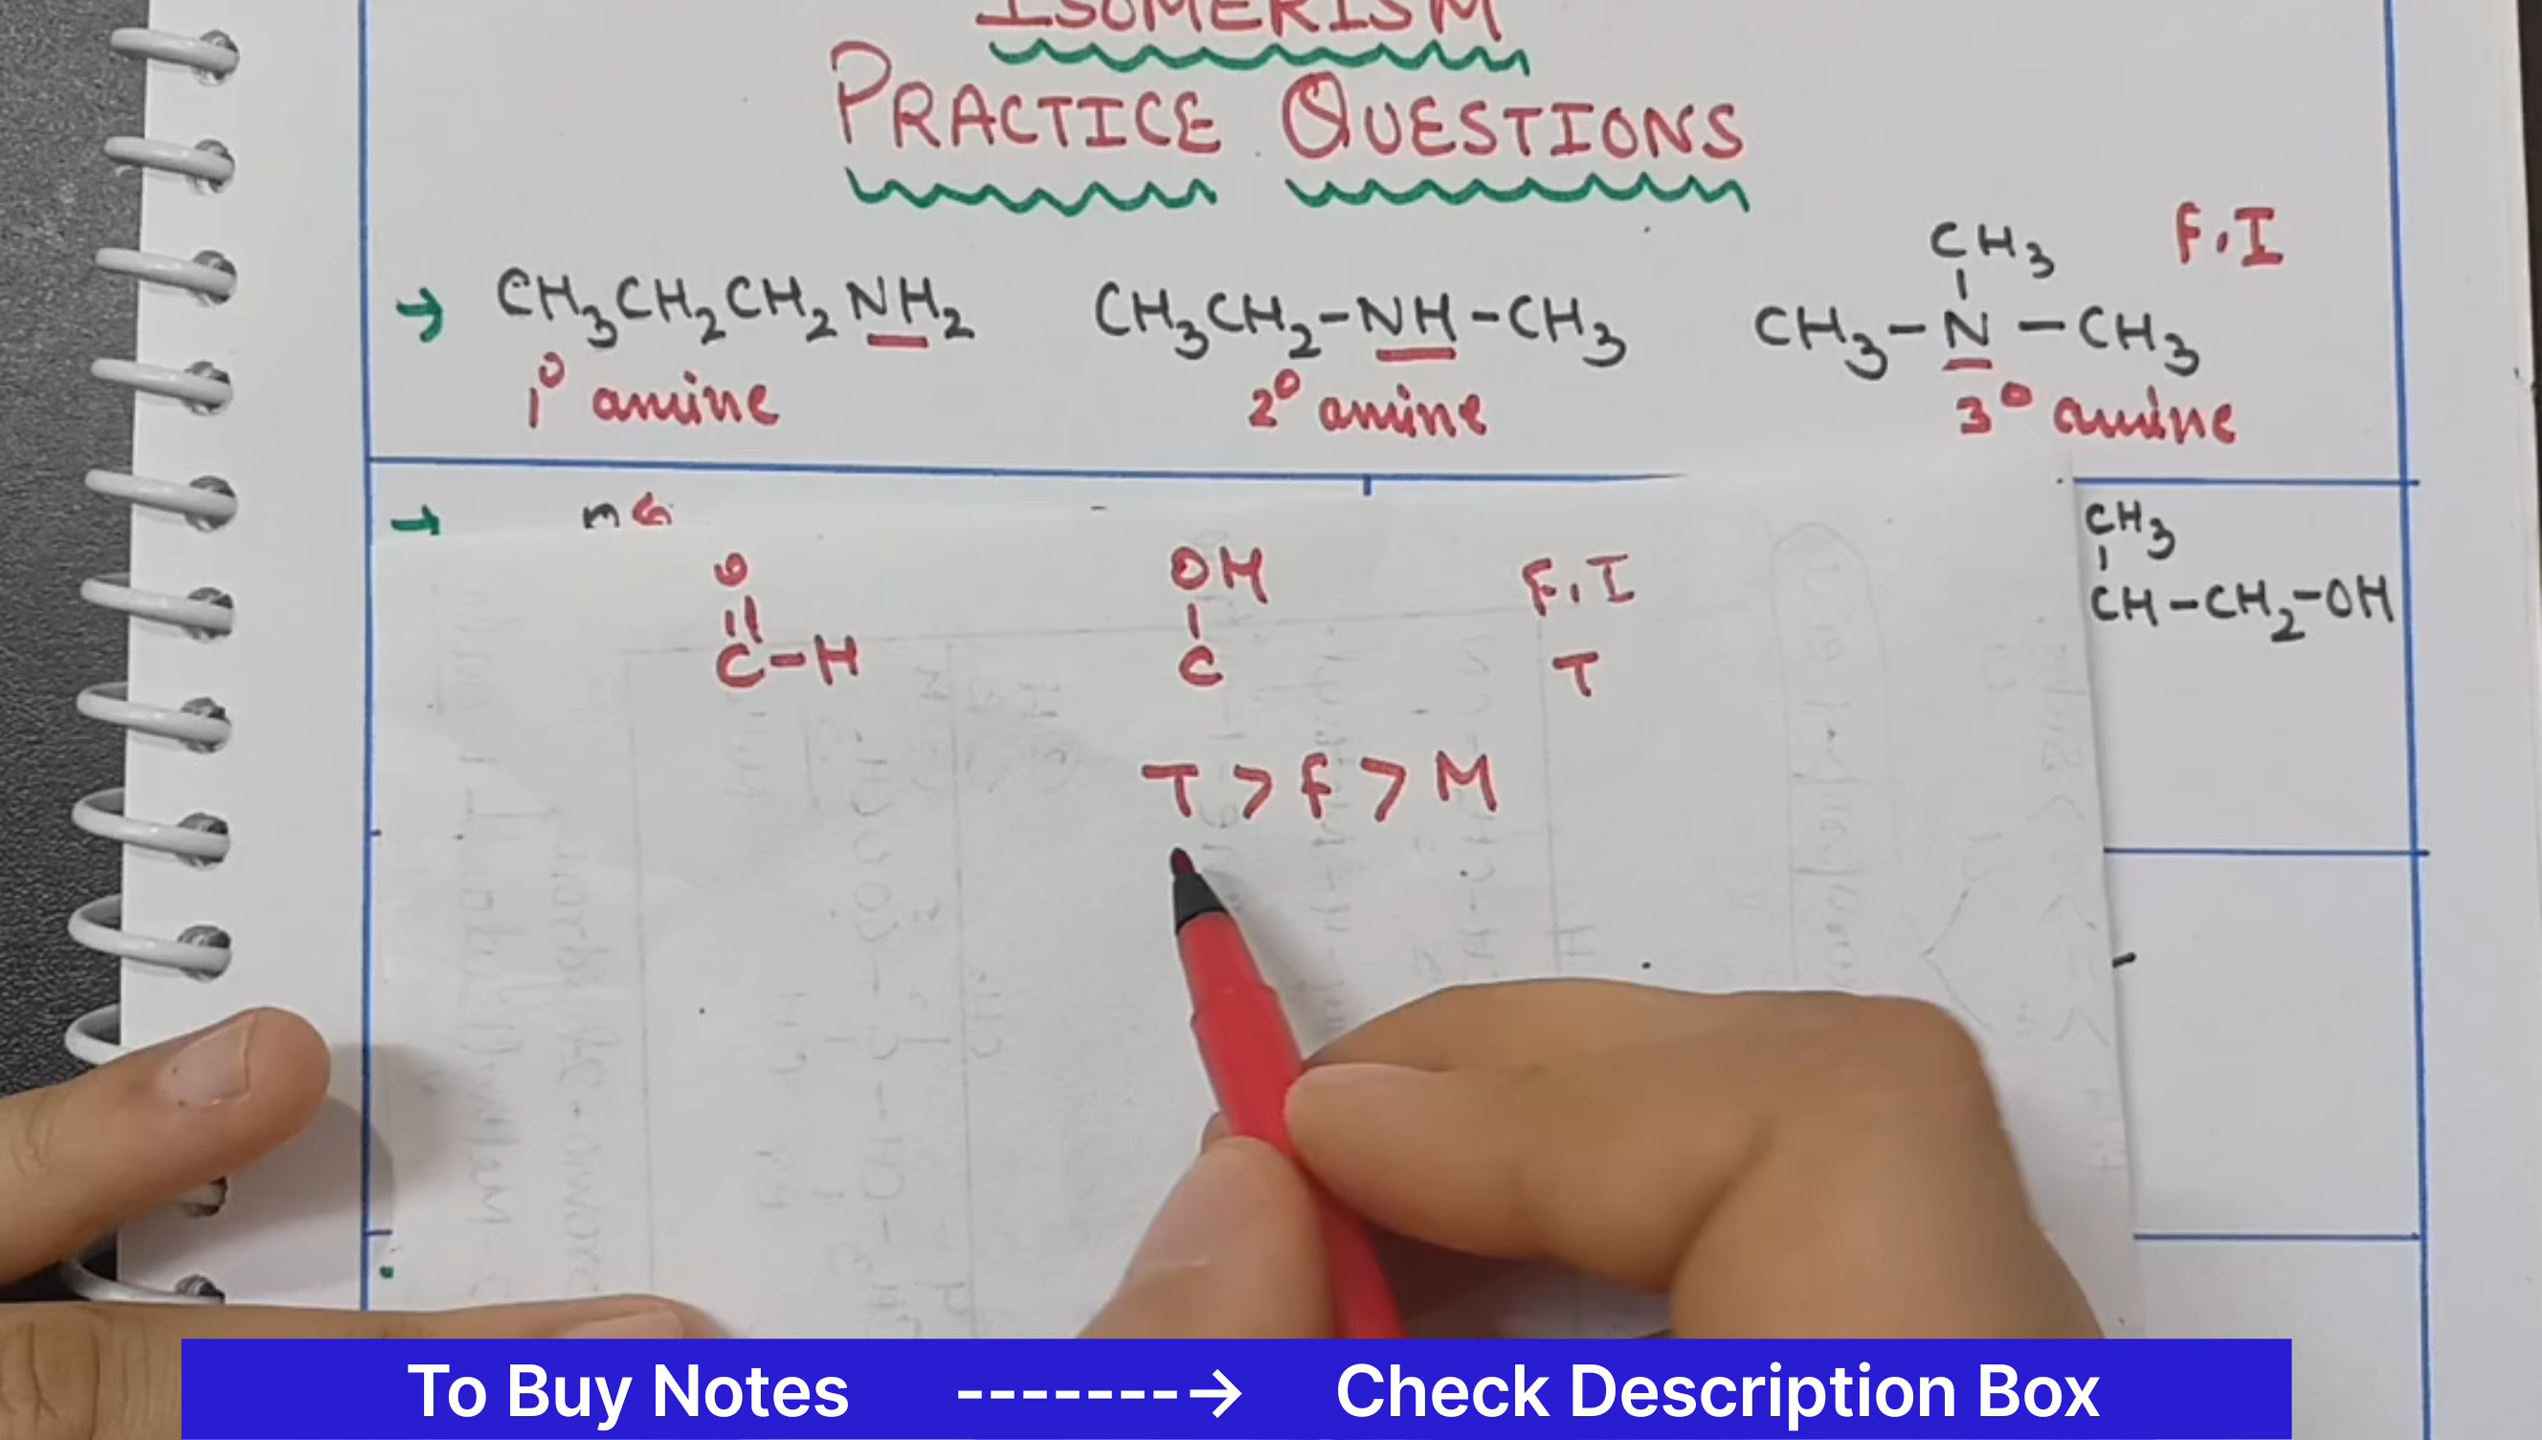 ISOMERISM
PRACTICE QUESTIONS
F.I
CH3
→ CH3CH2CH2NH2 CH3CH2-NH-CH3 CH3-N-CH3
1° amine 2° amine 3° amine
→
CH3
CH-CH2-OH
O OH F.I
C-H C T
T > F > M
To Buy Notes -------→ Check Description Box